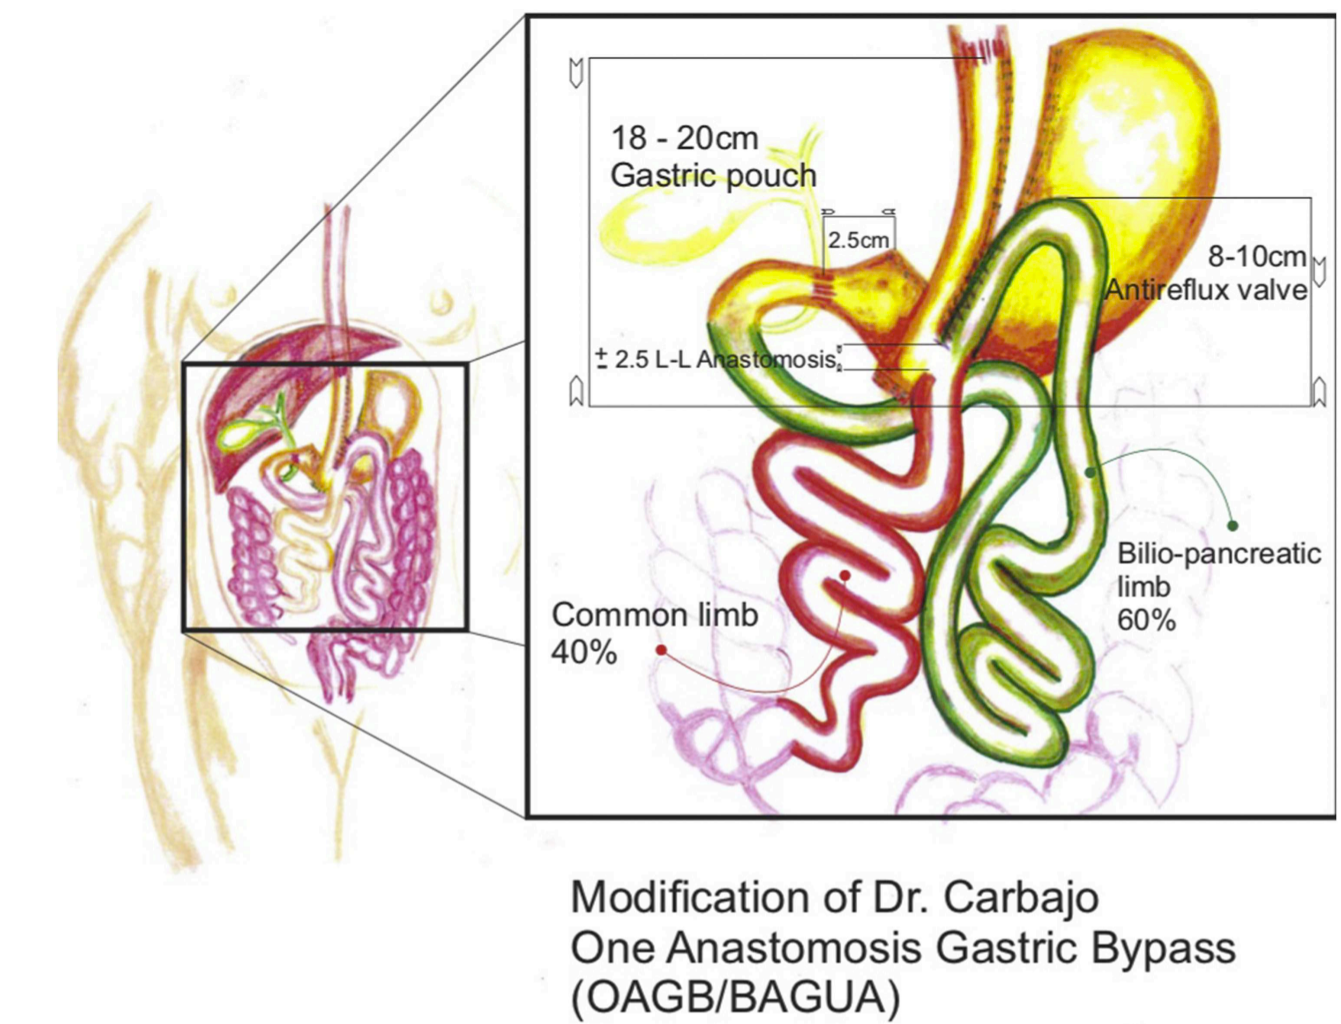 18 - 20cm
Gastric pouch
2.5cm
8-10cm
Antireflux valve
± 2.5 L-L Anastomosis
Bilio-pancreatic
limb
60%
Common limb
40%
Modification of Dr. Carbajo
One Anastomosis Gastric Bypass
(OAGB/BAGUA)